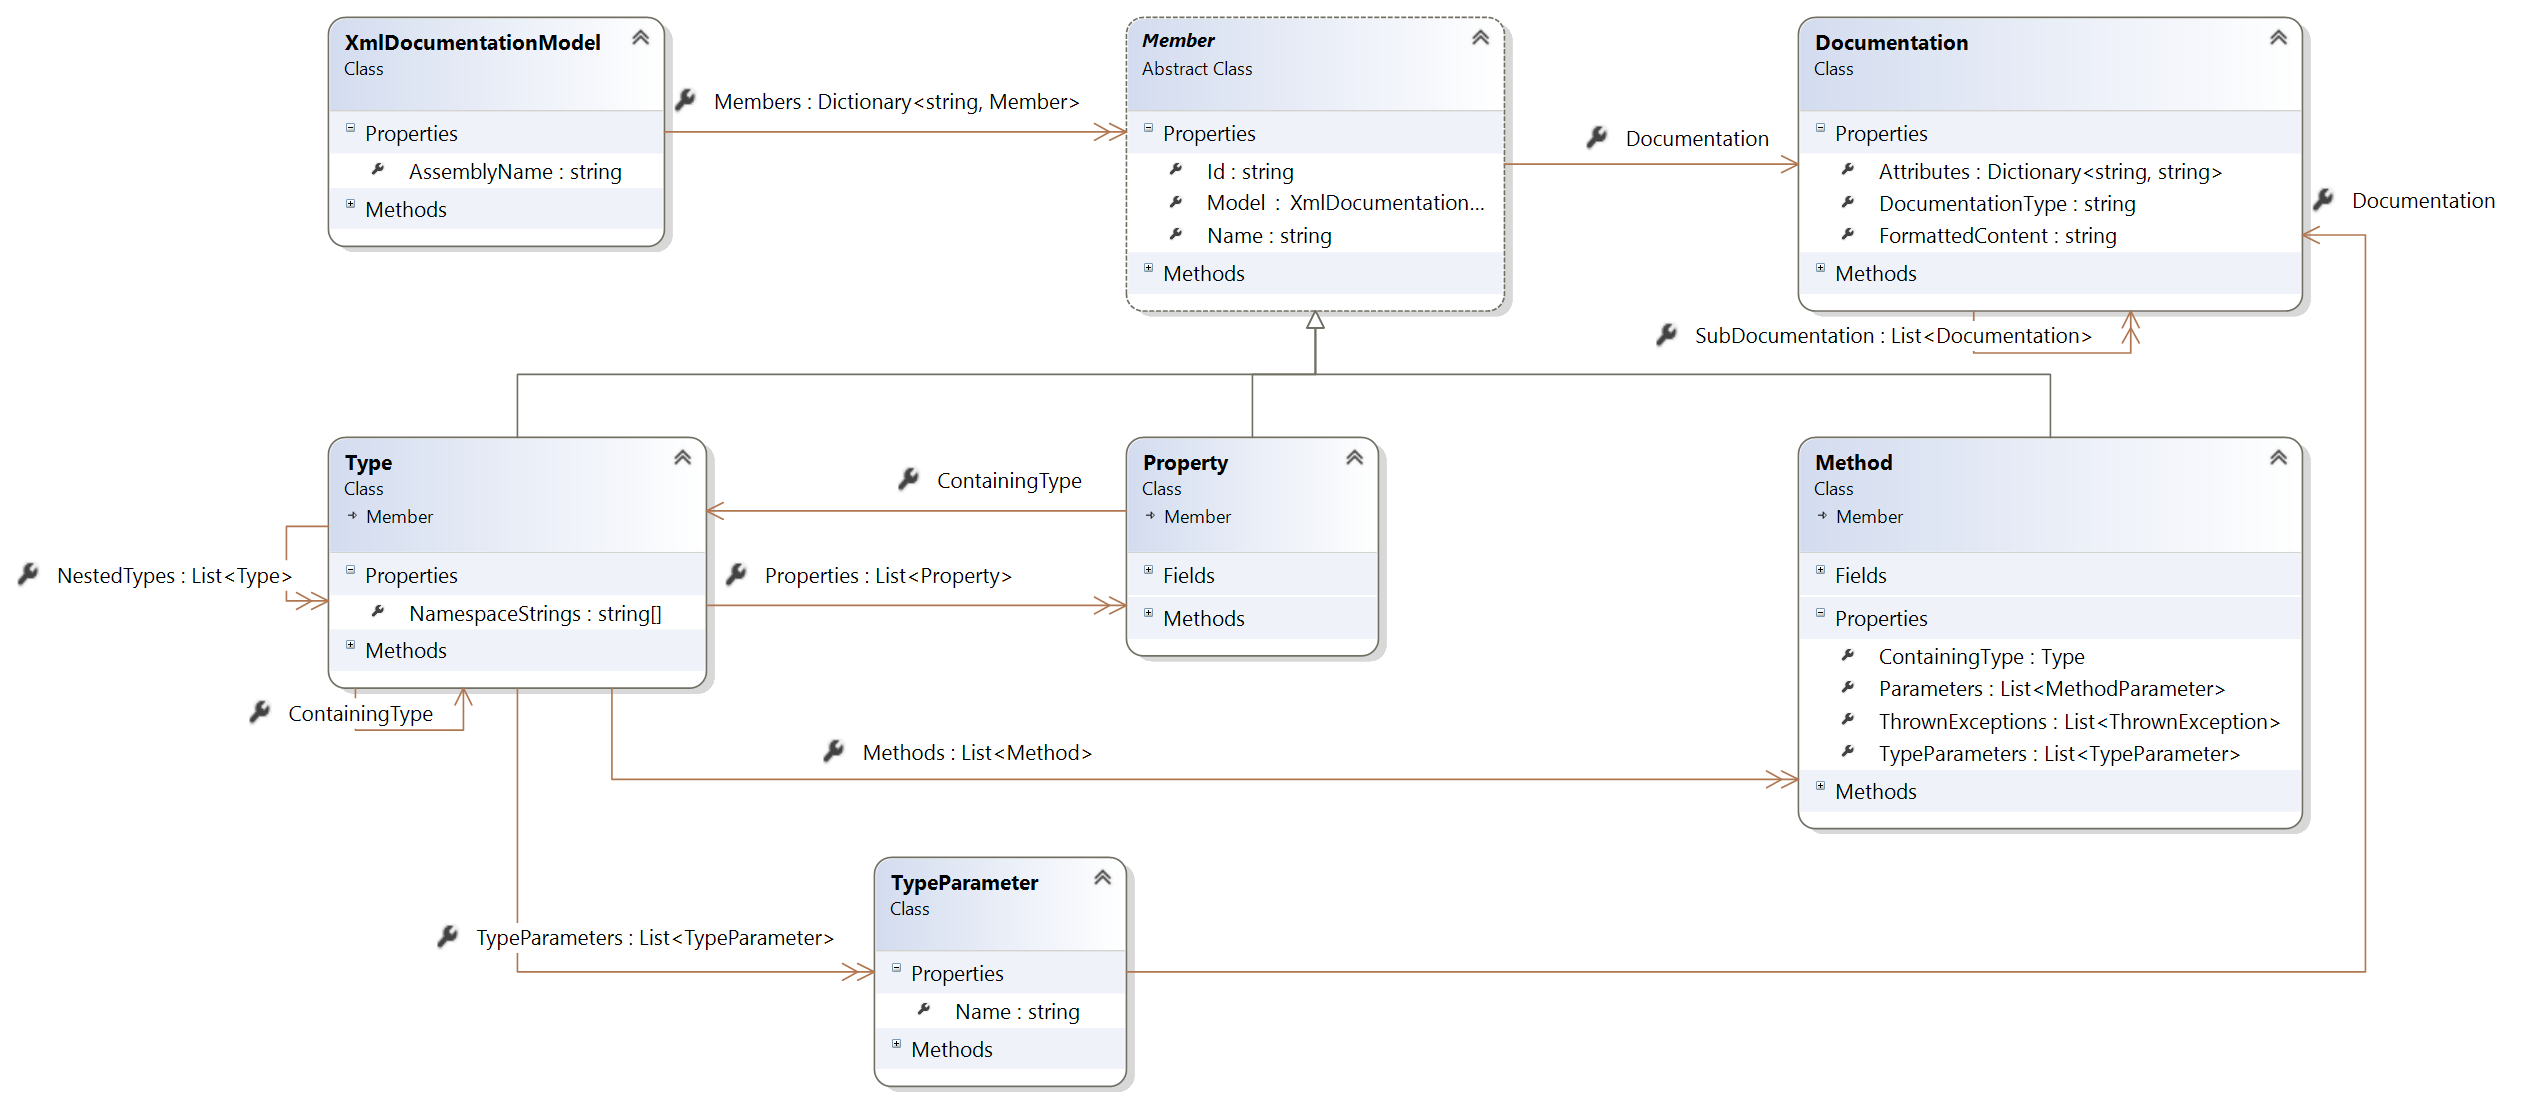 XmlDocumentationModel
Class
Properties
AssemblyName : string
Methods
Members : Dictionary<string, Member>
Member
Abstract Class
Properties
Id : string
Model : XmlDocumentation...
Name : string
Methods
Documentation
Documentation
Class
Properties
Attributes : Dictionary<string, string>
DocumentationType : string
FormattedContent : string
Methods
Documentation
SubDocumentation : List<Documentation>
Type
Class
Member
Properties
NamespaceStrings : string[]
Methods
NestedTypes : List<Type>
ContainingType
ContainingType
Properties : List<Property>
Property
Class
Member
Fields
Methods
Method
Class
Member
Fields
Properties
ContainingType : Type
Parameters : List<MethodParameter>
ThrownExceptions : List<ThrownException>
TypeParameters : List<TypeParameter>
Methods
Methods : List<Method>
TypeParameters : List<TypeParameter>
TypeParameter
Class
Properties
Name : string
Methods